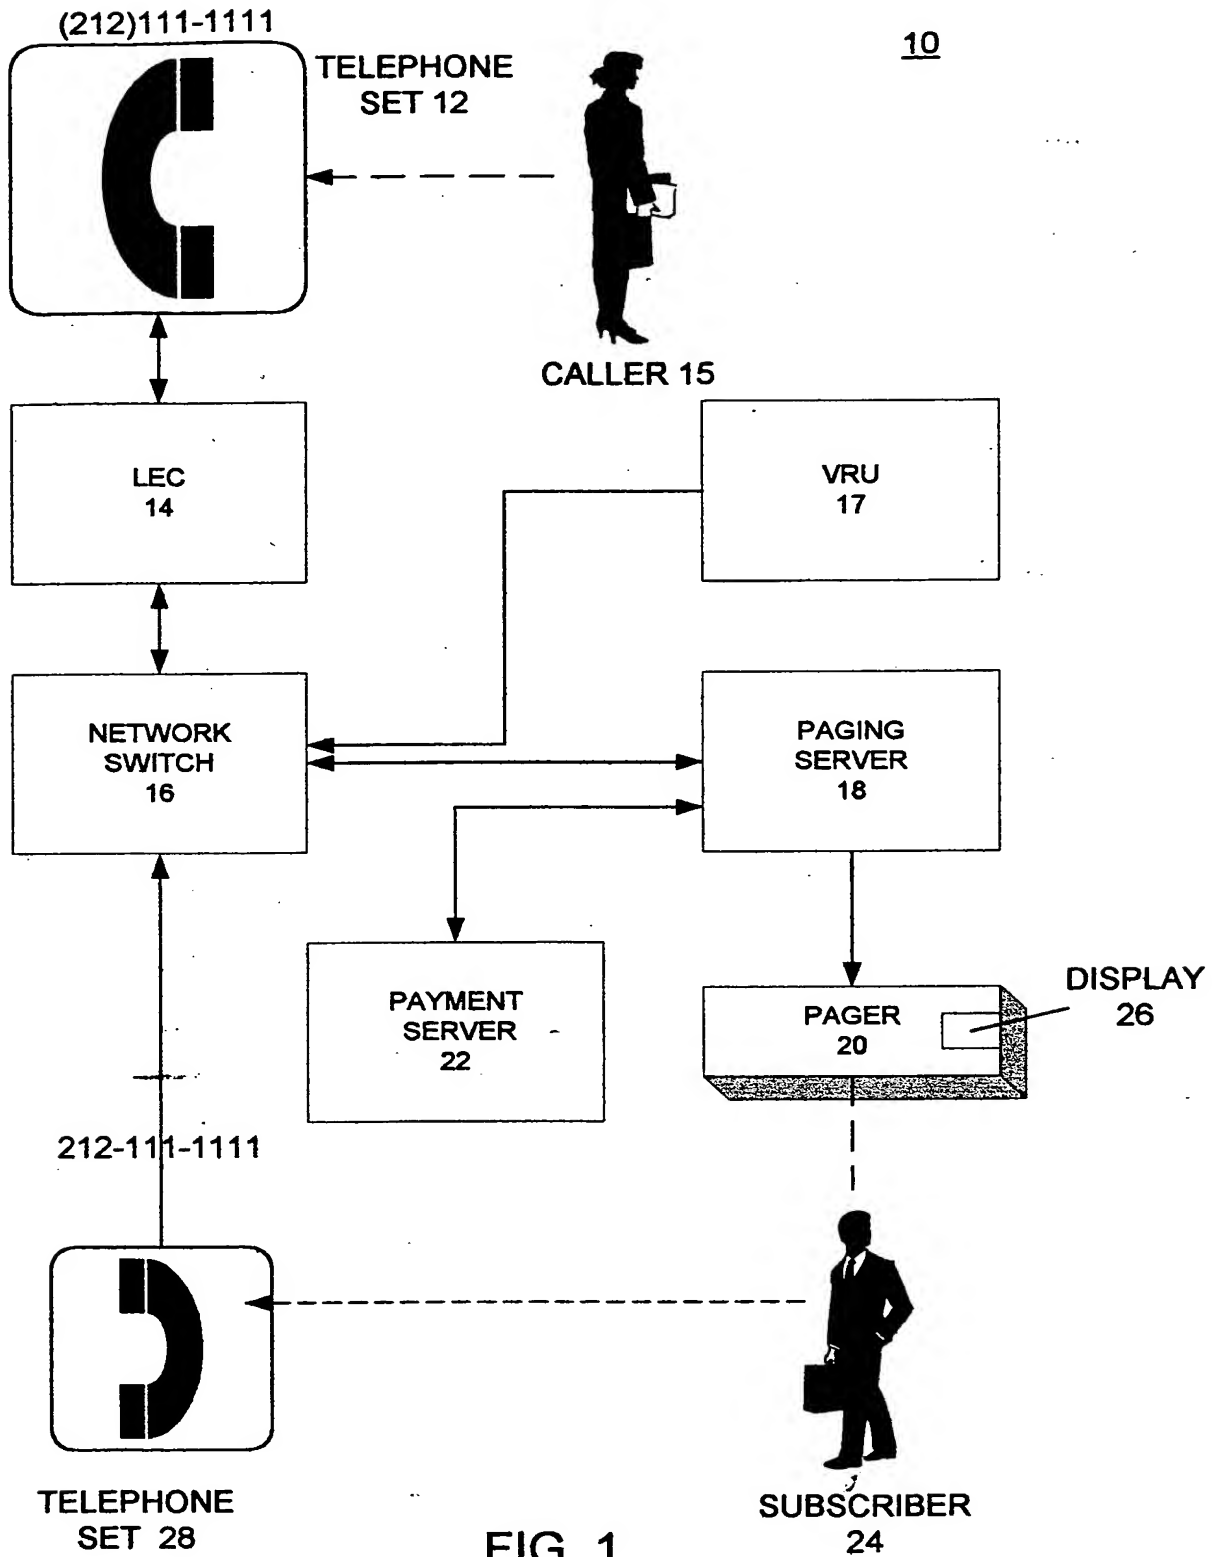 (212)111-1111
10
TELEPHONE
SET 12
CALLER 15
LEC
14
VRU
17
NETWORK
SWITCH
16
PAGING
SERVER
18
PAYMENT
SERVER
22
PAGER
20
DISPLAY
26
212-111-1111
TELEPHONE
SET 28
SUBSCRIBER
24
FIG. 1